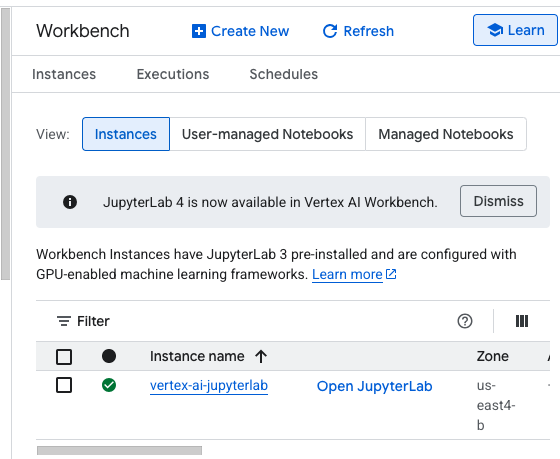 Workbench Create New Refresh Learn
Instances Executions Schedules
View: Instances User-managed Notebooks Managed Notebooks
JupyterLab 4 is now available in Vertex AI Workbench. Dismiss
Workbench Instances have JupyterLab 3 pre-installed and are configured with
GPU-enabled machine learning frameworks. Learn more
Filter
Instance name Zone
vertex-ai-jupyterlab Open JupyterLab us-
east4-
b